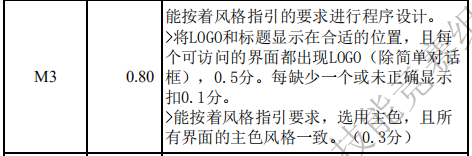 能按着风格指引的要求进行程序设计。
>将LOGO和标题显示在合适的位置，且每
个可访问的界面都出现LOGO（除简单对话
框），0.5分。每缺少一个或未正确显示
扣0.1分。
M3 0.80
>能按着风格指引要求，选用主色，且所
有界面的主色风格一致。（0.3分）
技能竞赛组